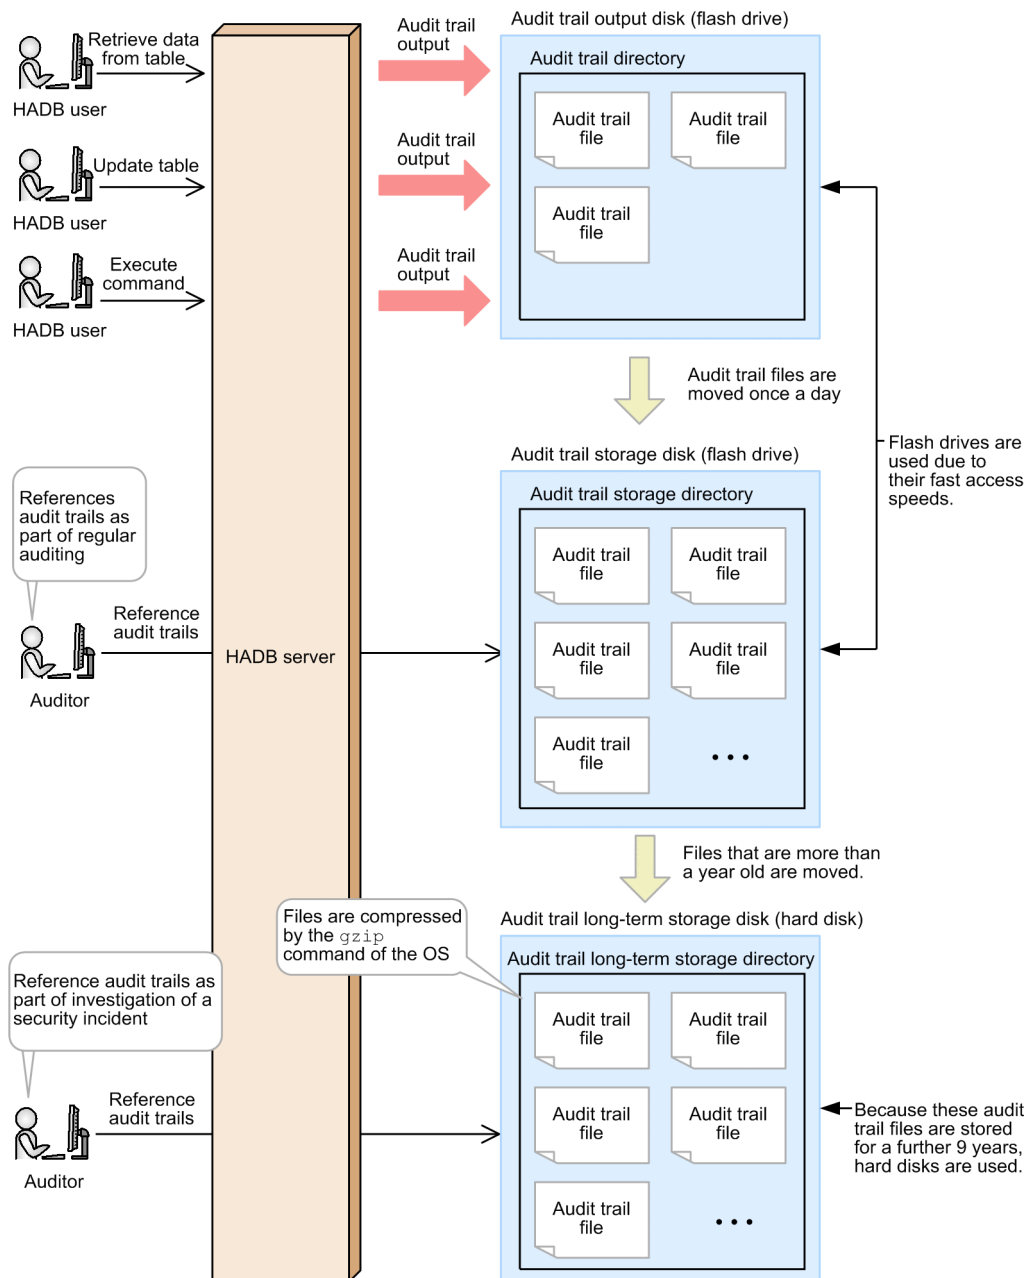 Retrieve data
from table
HADB user
Update table
HADB user
Execute
command
HADB user
Audit trail
output
Audit trail
output
Audit trail
output
Audit trail output disk (flash drive)
Audit trail directory
Audit trail
file
Audit trail
file
Audit trail
file
Audit trail files are
moved once a day
Flash drives are
used due to
their fast access
speeds.
Audit trail storage disk (flash drive)
Audit trail storage directory
Audit trail
file
Audit trail
file
Audit trail
file
Audit trail
file
Audit trail
file
• • •
References
audit trails as
part of regular
auditing
Reference
audit trails
Auditor
HADB server
Files that are more than
a year old are moved.
Files are compressed
by the gzip
command of the OS
Audit trail long-term storage disk (hard disk)
Audit trail long-term storage directory
Audit trail
file
Audit trail
file
Audit trail
file
Audit trail
file
Audit trail
file
• • •
Reference audit trails as
part of investigation of a
security incident
Reference
audit trails
Auditor
Because these audit
trail files are stored
for a further 9 years,
hard disks are used.